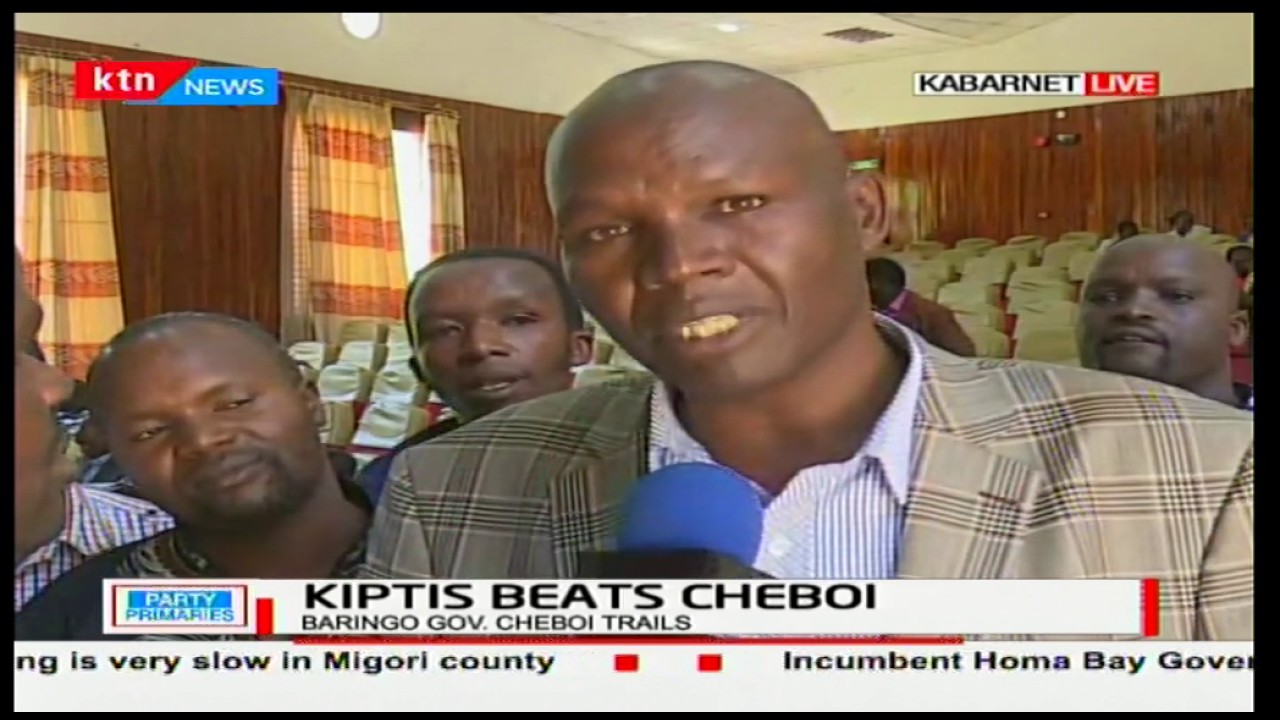 ktn NEWS
KABARNET LIVE
PARTY
PRIMARIES
KIPTIS BEATS CHEBOI
BARINGO GOV. CHEBOI TRAILS
ng is very slow in Migori county
Incumbent Homa Bay Gover